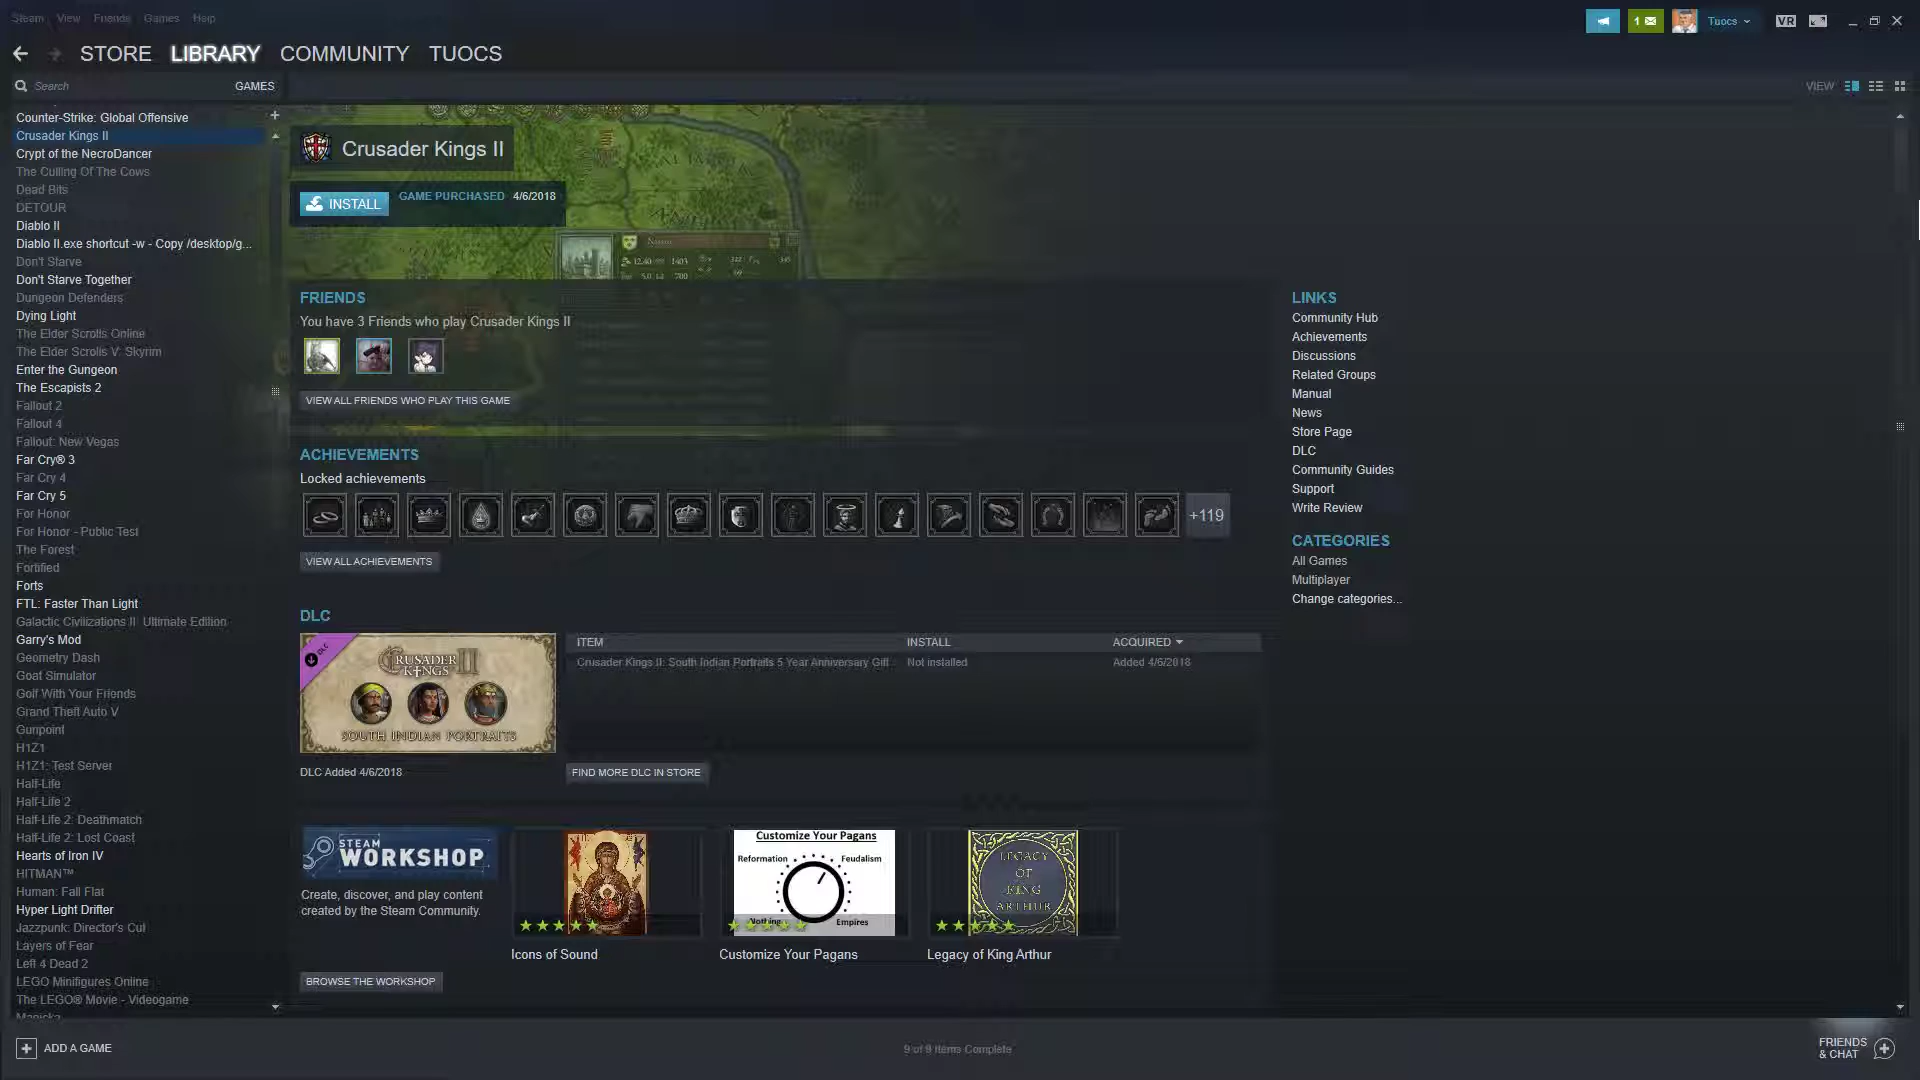 Steam View Friends Games Help
1
Tuocs
VR
STORE LIBRARY COMMUNITY TUOCS
Search
GAMES
VIEW
Counter-Strike: Global Offensive
Crusader Kings II
Crypt of the NecroDancer
The Culling Of The Cows
Dead Bits
DETOUR
Diablo II
Diablo II.exe shortcut -w - Copy /desktop/g...
Don't Starve
Don't Starve Together
Dungeon Defenders
Dying Light
The Elder Scrolls Online
The Elder Scrolls V: Skyrim
Enter the Gungeon
The Escapists 2
Fallout 2
Fallout 4
Fallout: New Vegas
Far Cry® 3
Far Cry 4
Far Cry 5
For Honor
For Honor - Public Test
The Forest
Fortified
Forts
FTL: Faster Than Light
Galactic Civilizations II Ultimate Edition
Garry's Mod
Geometry Dash
Goat Simulator
Golf With Your Friends
Grand Theft Auto V
Gunpoint
H1Z1
H1Z1: Test Server
Half-Life
Half-Life 2
Half-Life 2: Deathmatch
Half-Life 2: Lost Coast
Hearts of Iron IV
HITMAN™
Human: Fall Flat
Hyper Light Drifter
Jazzpunk: Director's Cut
Layers of Fear
Left 4 Dead 2
LEGO Minifigures Online
The LEGO® Movie - Videogame
Magicka
Crusader Kings II
INSTALL
GAME PURCHASED 4/6/2018
Nassau
12.40 1403
5.0 700
FRIENDS
You have 3 Friends who play Crusader Kings II
VIEW ALL FRIENDS WHO PLAY THIS GAME
ACHIEVEMENTS
Locked achievements
+119
VIEW ALL ACHIEVEMENTS
DLC
DLC
CRUSADER KINGS II
SOUTH INDIAN PORTRAITS
DLC Added 4/6/2018
ITEM INSTALL ACQUIRED
Crusader Kings II: South Indian Portraits 5 Year Anniversary Gift Not installed Added 4/6/2018
FIND MORE DLC IN STORE
STEAM
WORKSHOP
Create, discover, and play content
created by the Steam Community.
BROWSE THE WORKSHOP
Icons of Sound
Customize Your Pagans
Reformation Feudalism
Nothing Empires
Customize Your Pagans
LEGACY
OF
KING
ARTHUR
Legacy of King Arthur
LINKS
Community Hub
Achievements
Discussions
Related Groups
Manual
News
Store Page
DLC
Community Guides
Support
Write Review
CATEGORIES
All Games
Multiplayer
Change categories...
ADD A GAME
9 of 9 Items Complete
FRIENDS
& CHAT